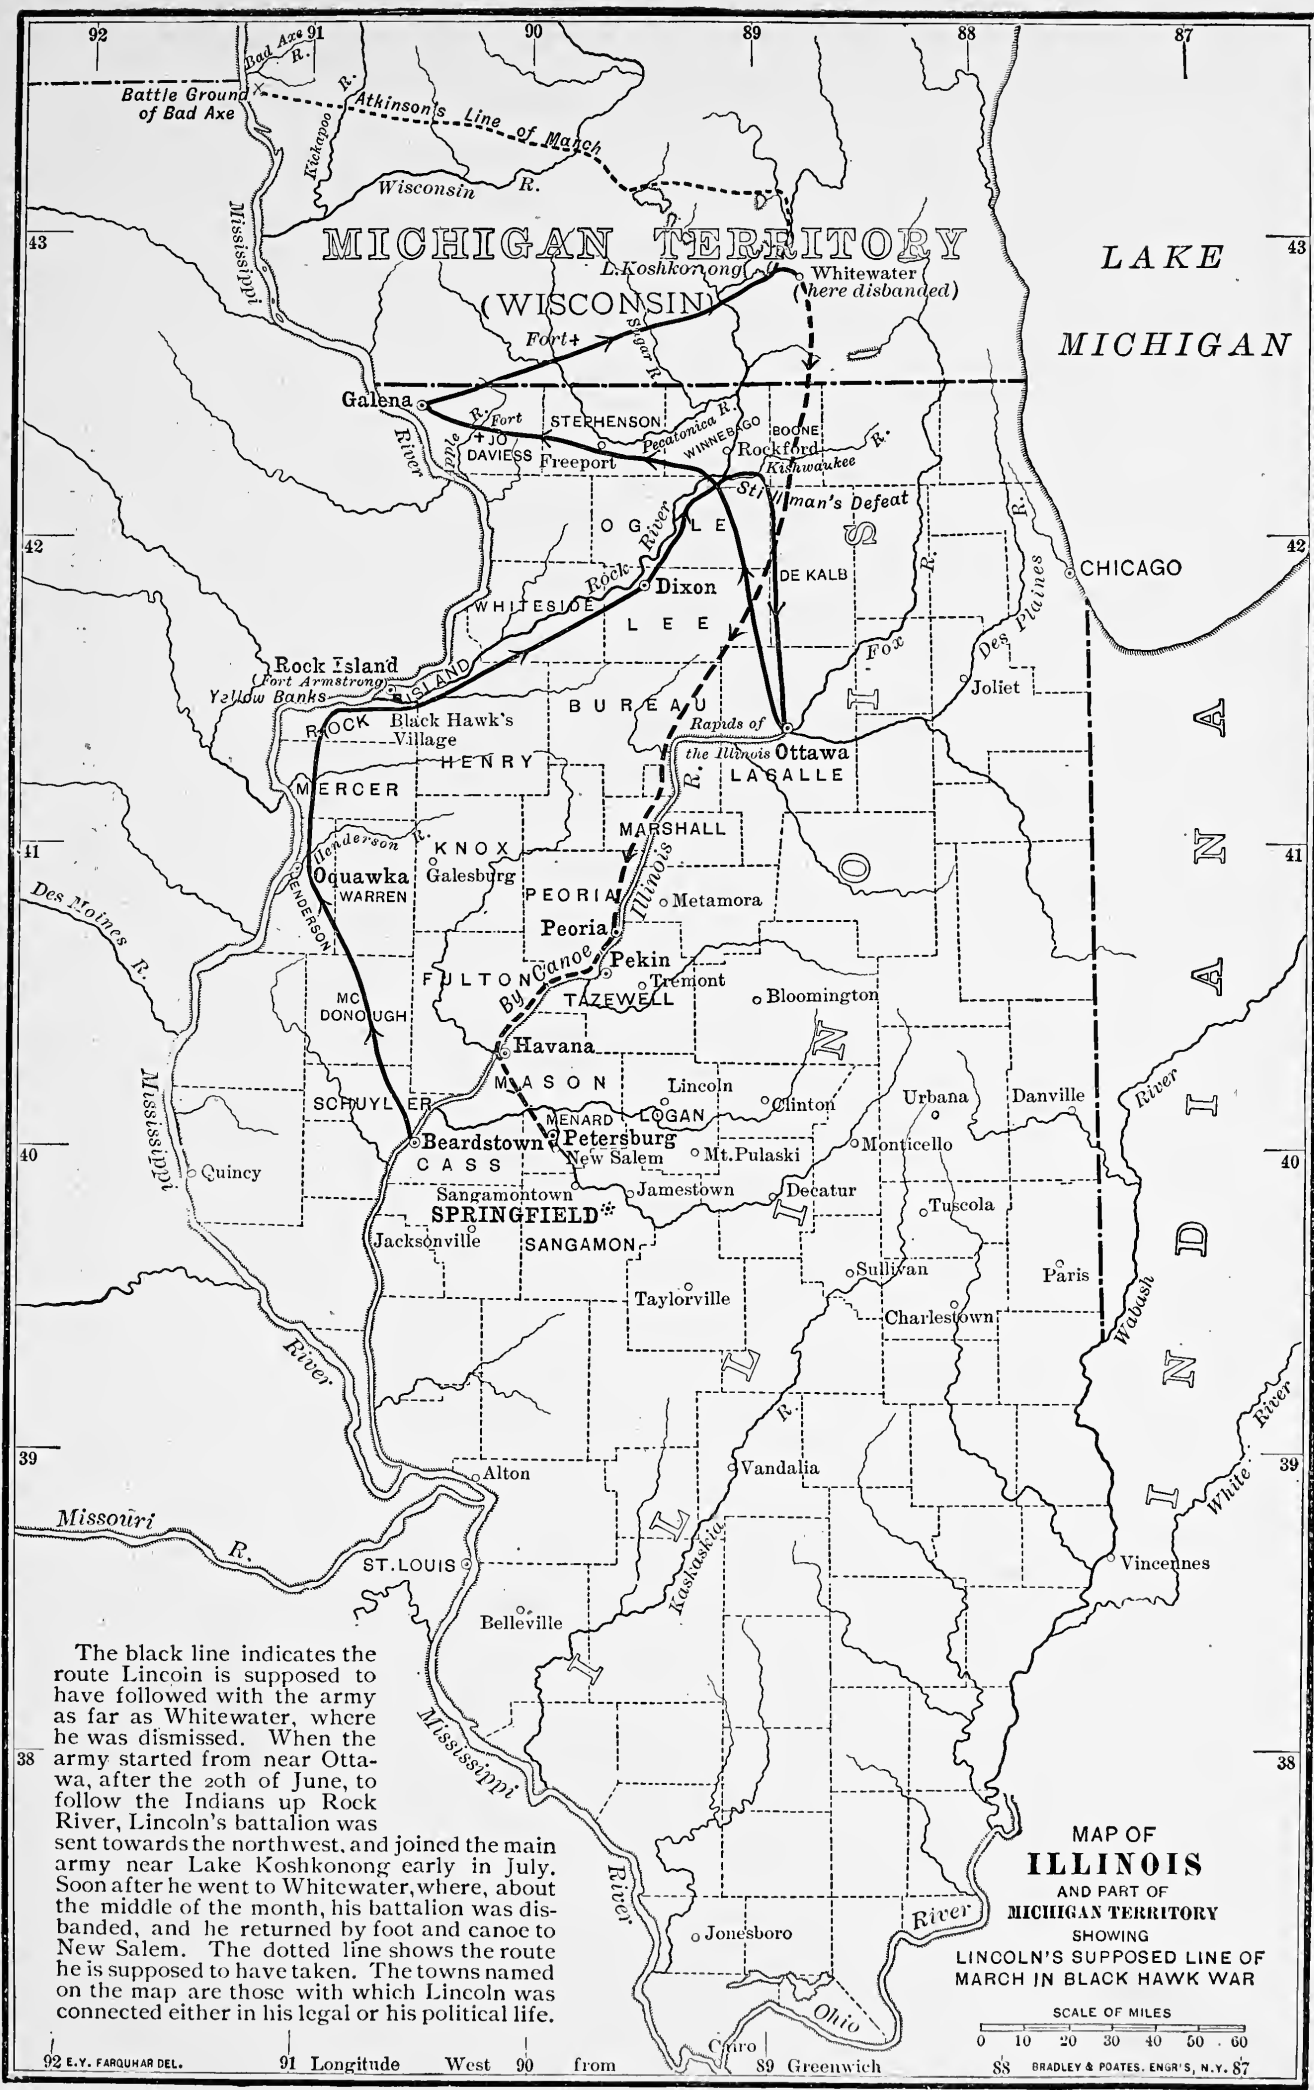 92
91
90
89
88
87
Bad Axe
R.
Battle Ground
of Bad Axe
Kickapoo
R.
Atkinson's Line of March
Wisconsin R.
Mississippi
43
43
MICHIGAN TERRITORY
(WISCONSIN)
L. Koshkonong
Whitewater
(here disbanded)
LAKE
MICHIGAN
Fort
Sugar R.
Galena
River
Apple R.
Fort
JO
DAVIESS
STEPHENSON
Freeport
Pecatonica R.
WINNEBAGO
BOONE
Rockford
Kishwaukee
R.
Stillman's Defeat
OGLE
River
Rock
Dixon
42
42
WHITESIDE
LEE
DE KALB
R.
R.
Des Plaines
CHICAGO
Fox
Joliet
Rock Island
(Fort Armstrong)
Yellow Banks
ROCK
ISLAND
Black Hawk's
Village
BUREAU
Rapids of
the Illinois
Ottawa
LASALLE
HENRY
MERCER
R.
MARSHALL
Henderson R.
41
41
KNOX
Galesburg
Oquawka
WARREN
HENDERSON
PEORIA
Illinois
Metamora
Peoria
Des Moines
R.
FULTON
By Canoe
Pekin
Tremont
TAZEWELL
Bloomington
MC
DONOUGH
Havana
MASON
Lincoln
LOGAN
Clinton
Urbana
Danville
River
SCHUYLER
MENARD
Beardstown
Petersburg
New Salem
Mt. Pulaski
Monticello
40
40
CASS
Mississippi
Quincy
Sangamontown
Jamestown
Decatur
SPRINGFIELD
Tuscola
Jacksonville
SANGAMON
Sullivan
Paris
Taylorville
Charlestown
Wabash
River
ILLINOIS
INDIANA
R.
39
39
Alton
Vandalia
White River
Missouri
R.
ST. LOUIS
Kaskaskia
Vincennes
Belleville
38
38
Mississippi
River
Jonesboro
River
Ohio
Cairo
The black line indicates the
route Lincoln is supposed to
have followed with the army
as far as Whitewater, where
he was dismissed. When the
army started from near Otta-
wa, after the 20th of June, to
follow the Indians up Rock
River, Lincoln's battalion was
sent towards the northwest, and joined the main
army near Lake Koshkonong early in July.
Soon after he went to Whitewater, where, about
the middle of the month, his battalion was dis-
banded, and he returned by foot and canoe to
New Salem. The dotted line shows the route
he is supposed to have taken. The towns named
on the map are those with which Lincoln was
connected either in his legal or his political life.
MAP OF
ILLINOIS
AND PART OF
MICHIGAN TERRITORY
SHOWING
LINCOLN'S SUPPOSED LINE OF
MARCH IN BLACK HAWK WAR
SCALE OF MILES
0 10 20 30 40 50 60
92 E.Y. FARQUHAR DEL.
91 Longitude West 90 from 89 Greenwich
88 BRADLEY & POATES. ENGR'S, N.Y. 87